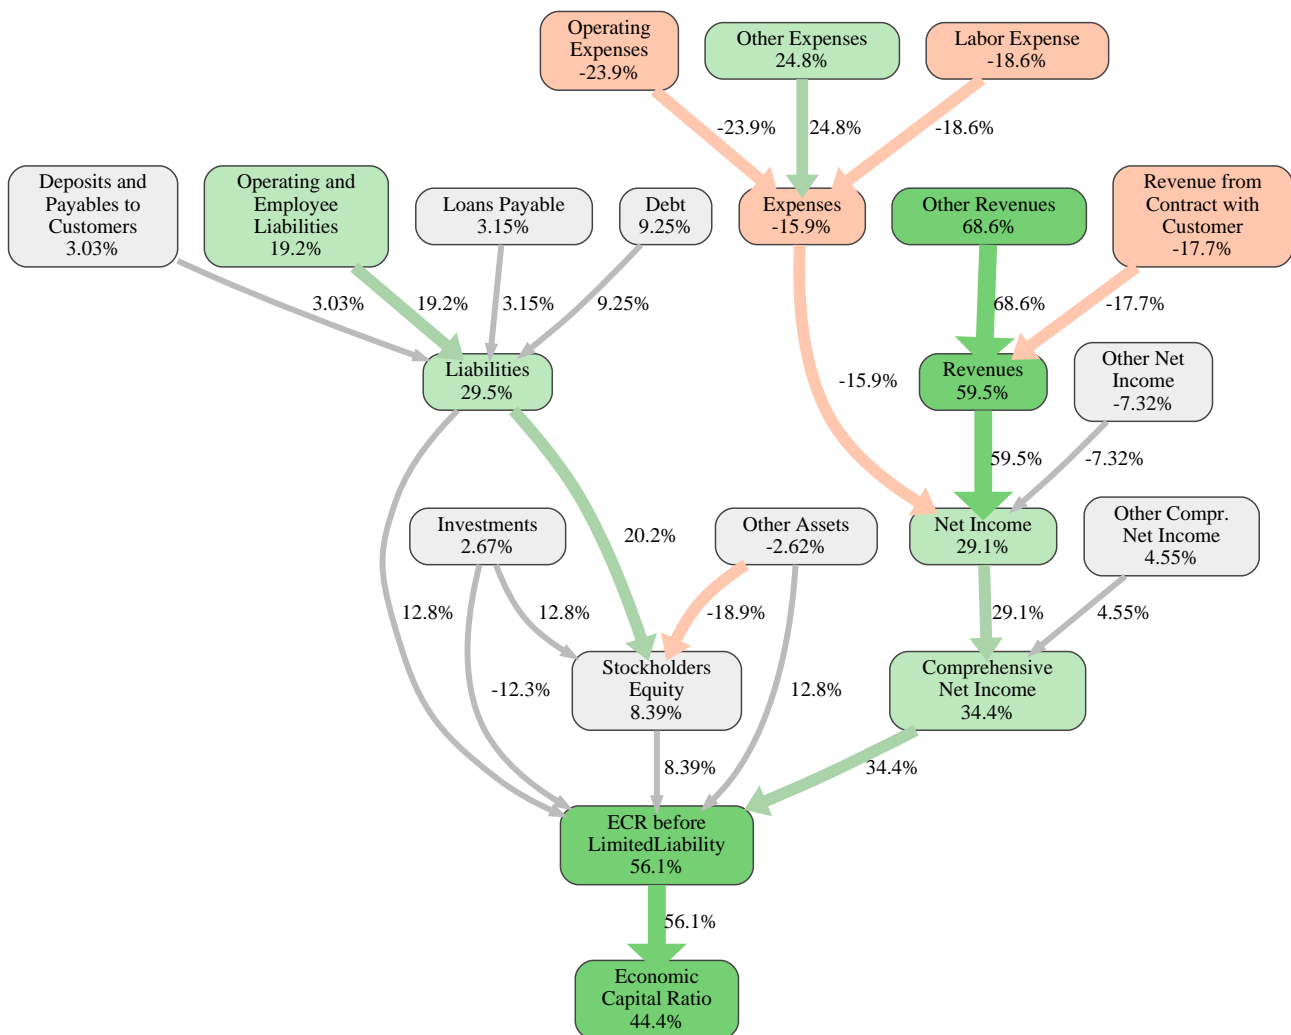 Operating
Expenses
-23.9%
Other Expenses
24.8%
Labor Expense
-18.6%
-23.9%
24.8%
-18.6%
Deposits and
Payables to
Customers
3.03%
Operating and
Employee
Liabilities
19.2%
Loans Payable
3.15%
Debt
9.25%
Expenses
-15.9%
Other Revenues
68.6%
Revenue from
Contract with
Customer
-17.7%
3.03%
19.2%
3.15%
9.25%
68.6%
-17.7%
Liabilities
29.5%
-15.9%
Revenues
59.5%
Other Net
Income
-7.32%
59.5%
-7.32%
Investments
2.67%
20.2%
Other Assets
-2.62%
Net Income
29.1%
Other Compr.
Net Income
4.55%
12.8%
12.8%
-18.9%
29.1%
4.55%
-12.3%
Stockholders
Equity
8.39%
12.8%
Comprehensive
Net Income
34.4%
8.39%
34.4%
ECR before
LimitedLiability
56.1%
56.1%
Economic
Capital Ratio
44.4%